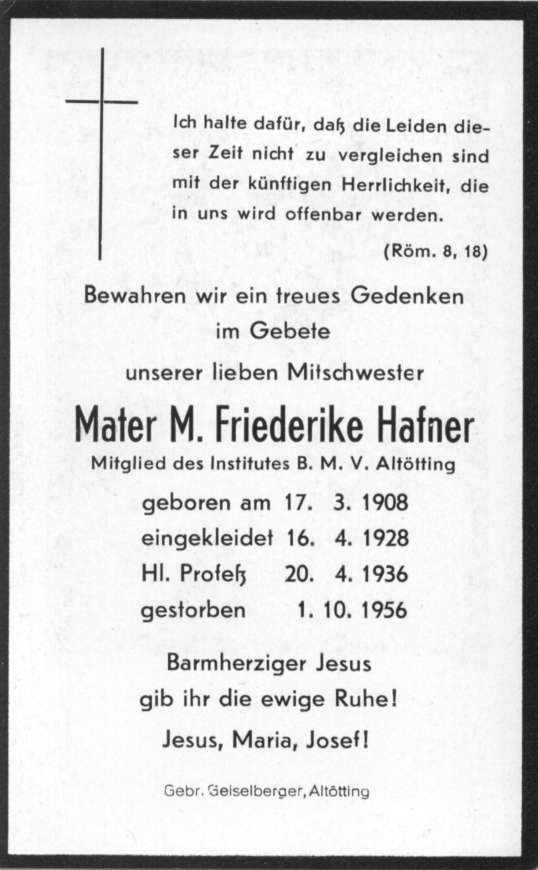 Ich halte dafür, daß die Leiden die-
ser Zeit nicht zu vergleichen sind
mit der künftigen Herrlichkeit, die
in uns wird offenbar werden.
(Röm. 8, 18)
Bewahren wir ein treues Gedenken
im Gebete
unserer lieben Mitschwester
Mater M. Friederike Hafner
Mitglied des Institutes B. M. V. Altötting
geboren am 17. 3. 1908
eingekleidet 16. 4. 1928
Hl. Profeß 20. 4. 1936
gestorben 1. 10. 1956
Barmherziger Jesus
gib ihr die ewige Ruhe!
Jesus, Maria, Josef!
Gebr. Geiselberger, Altötting